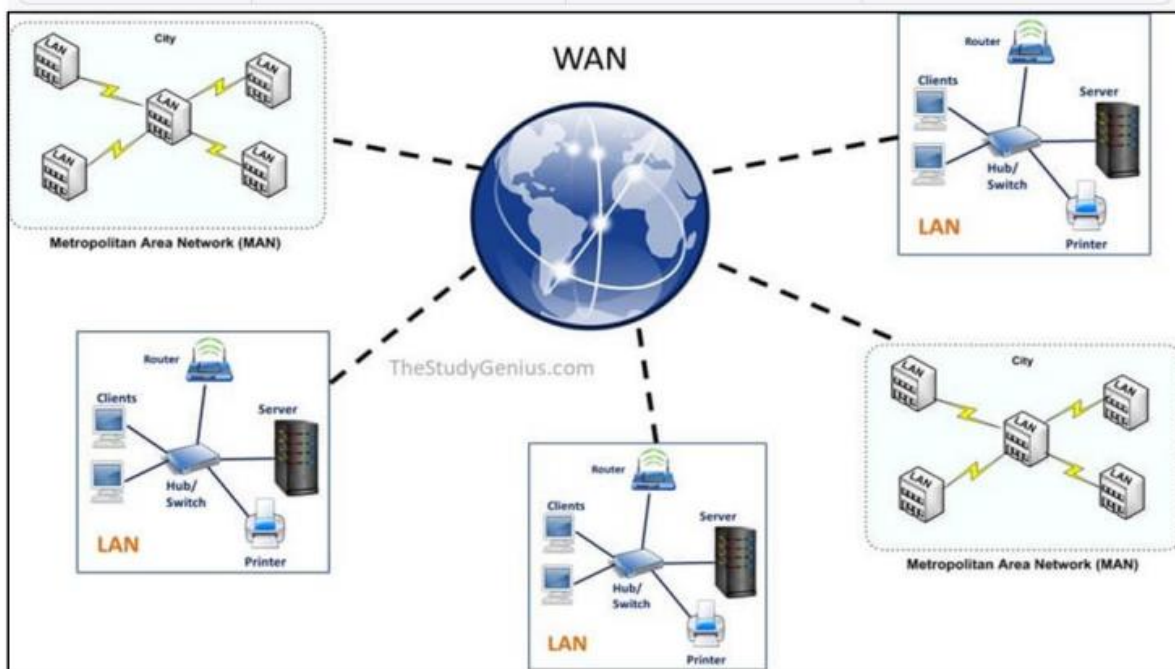 WAN
City
LAN
LAN
LAN
LAN
LAN
Metropolitan Area Network (MAN)
Router
Clients
Server
Hub/
Switch
Printer
LAN
TheStudyGenius.com
Router
Clients
Server
Hub/
Switch
Printer
LAN
Router
Clients
Server
Hub/
Switch
Printer
LAN
City
LAN
LAN
LAN
LAN
LAN
Metropolitan Area Network (MAN)